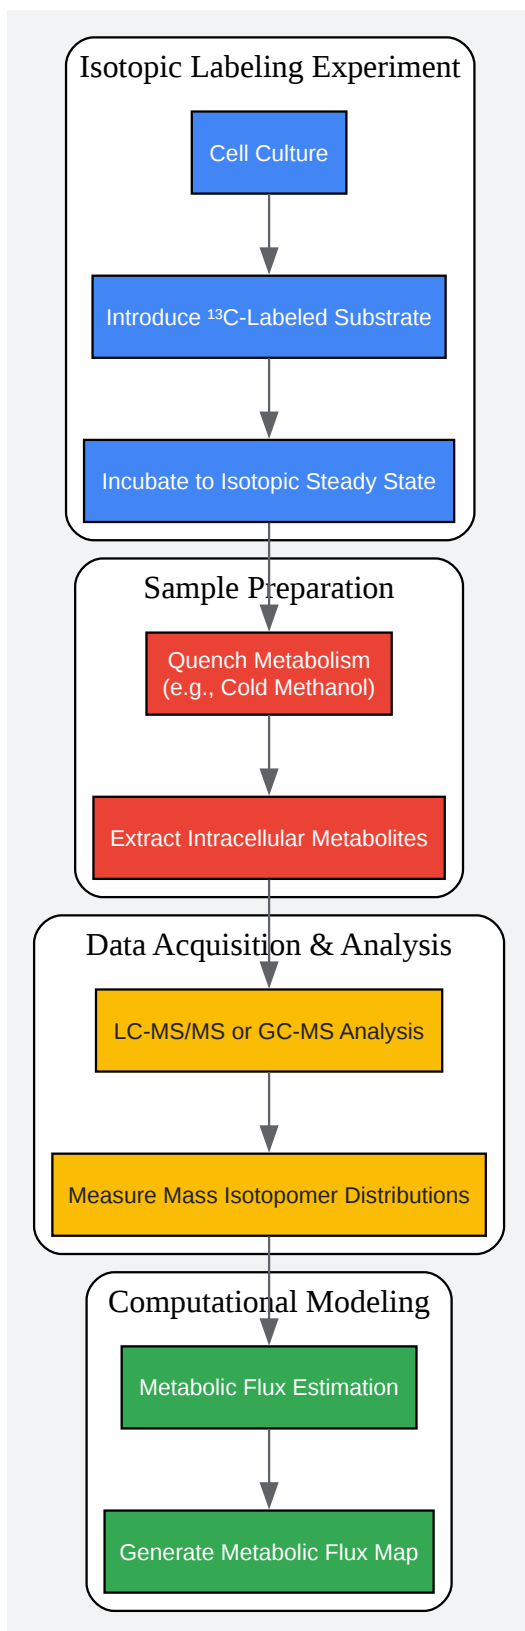 Isotopic Labeling Experiment
Cell Culture
Introduce ¹³C-Labeled Substrate
Incubate to Isotopic Steady State
Sample Preparation
Quench Metabolism
(e.g., Cold Methanol)
Extract Intracellular Metabolites
Data Acquisition & Analysis
LC-MS/MS or GC-MS Analysis
Measure Mass Isotopomer Distributions
Computational Modeling
Metabolic Flux Estimation
Generate Metabolic Flux Map